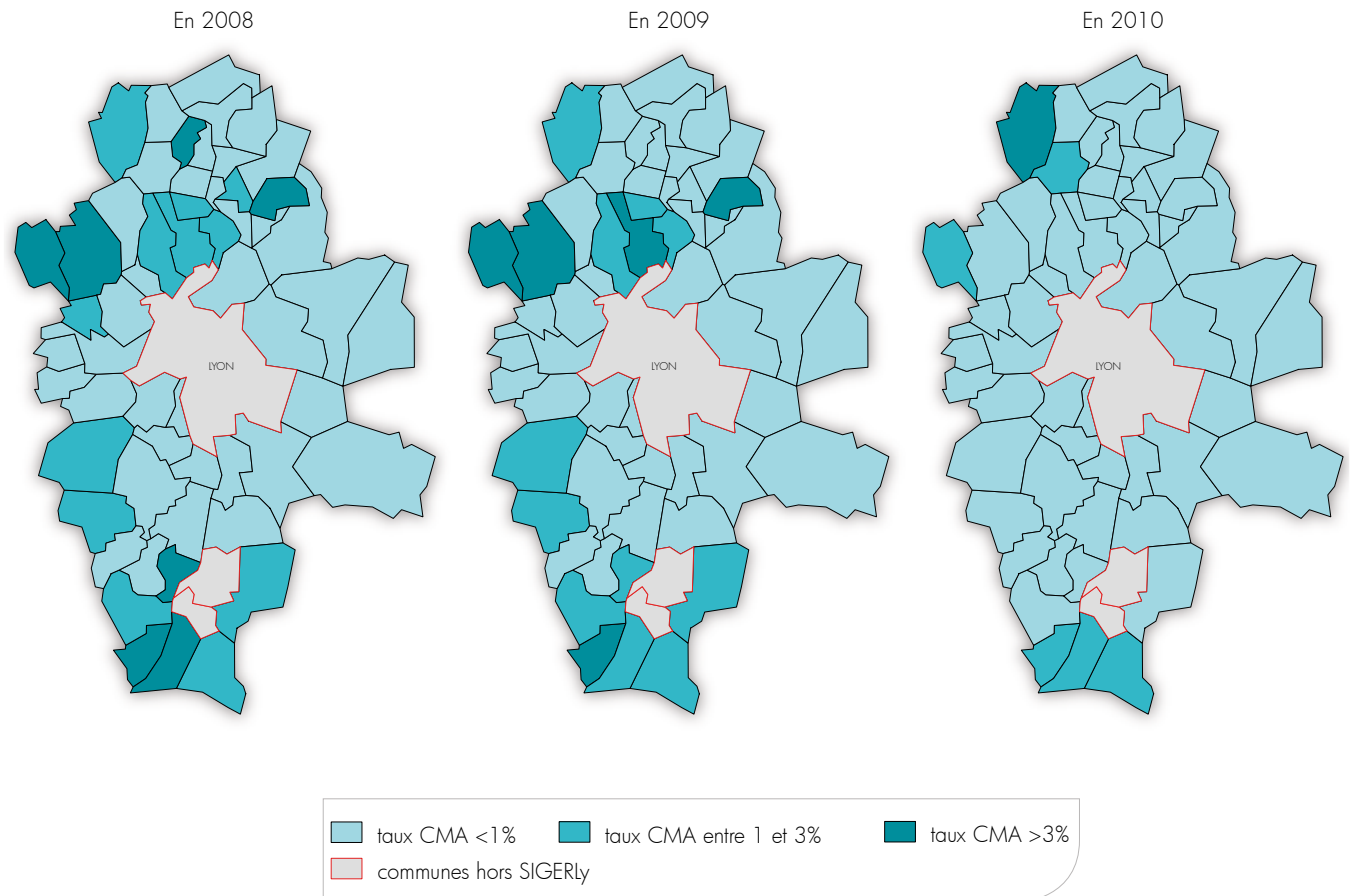 En 2008
En 2009
En 2010
LYON
LYON
LYON
taux CMA <1%
taux CMA entre 1 et 3%
taux CMA >3%
communes hors SIGERLy